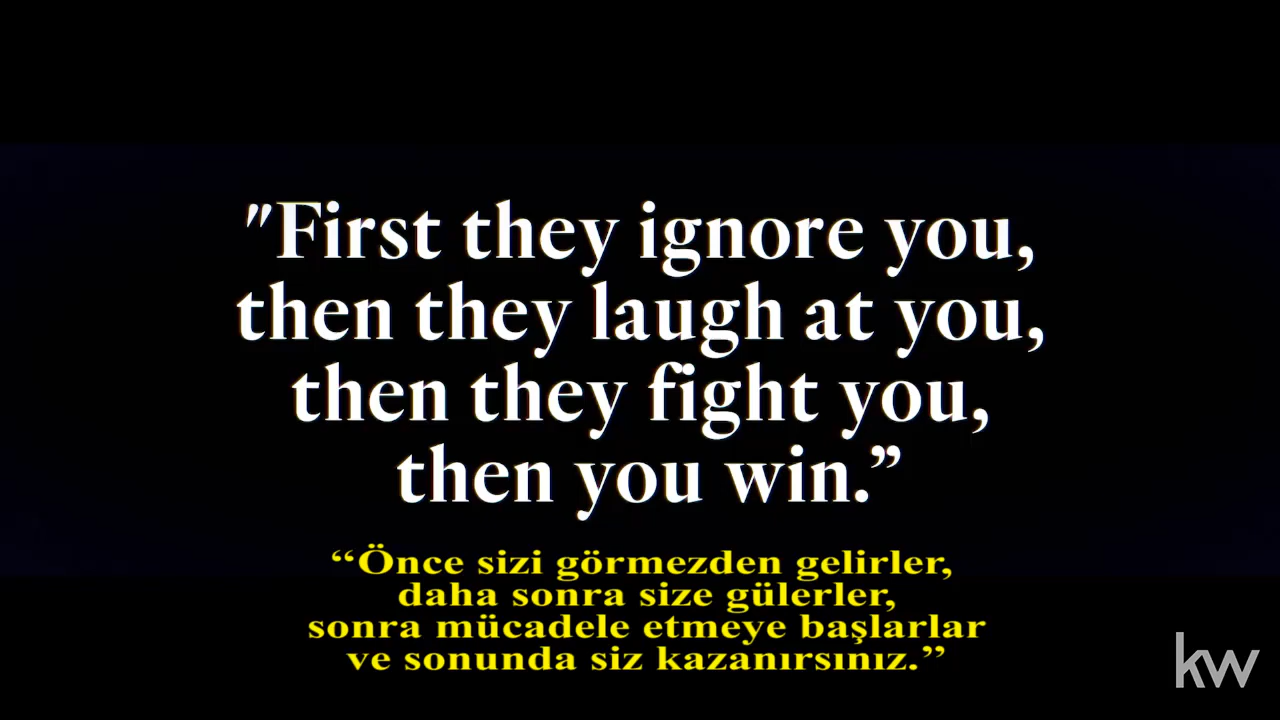 "First they ignore you,
then they laugh at you,
then they fight you,
then you win.”
“Önce sizi görmezden gelirler,
daha sonra size gülerler,
sonra mücadele etmeye başlarlar
ve sonunda siz kazanırsınız.”
kw